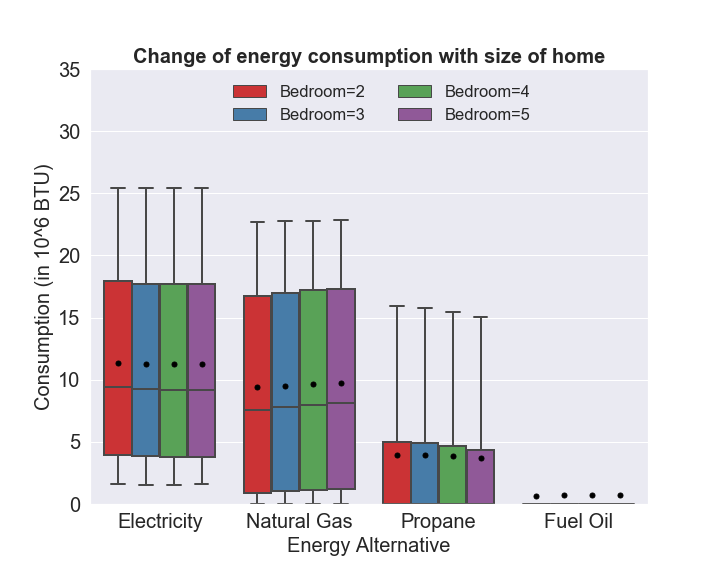 Change of energy consumption with size of home
Bedroom=2
Bedroom=3
Bedroom=4
Bedroom=5
Consumption (in 10^6 BTU)
35
30
25
20
15
10
5
0
Electricity
Natural Gas
Propane
Fuel Oil
Energy Alternative